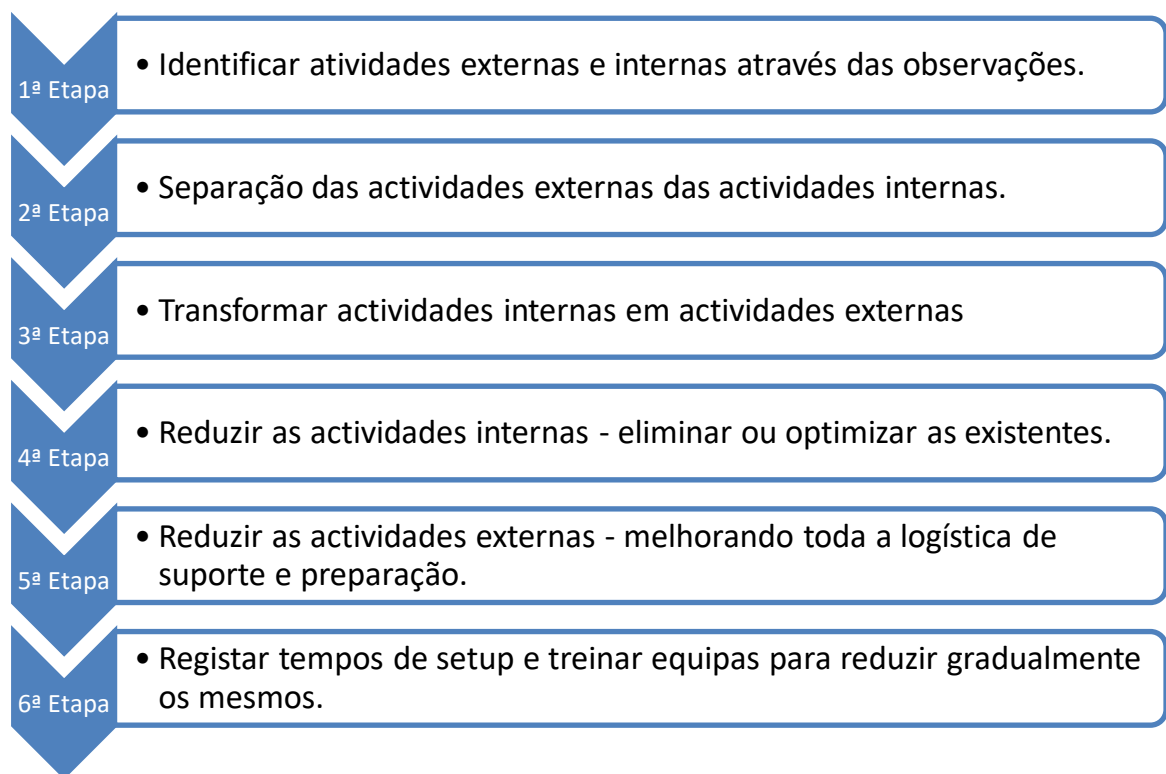 1ª Etapa
• Identificar atividades externas e internas através das observações.
2ª Etapa
• Separação das actividades externas das actividades internas.
3ª Etapa
• Transformar actividades internas em actividades externas
4ª Etapa
• Reduzir as actividades internas - eliminar ou optimizar as existentes.
5ª Etapa
• Reduzir as actividades externas - melhorando toda a logística de
suporte e preparação.
6ª Etapa
• Registar tempos de setup e treinar equipas para reduzir gradualmente
os mesmos.